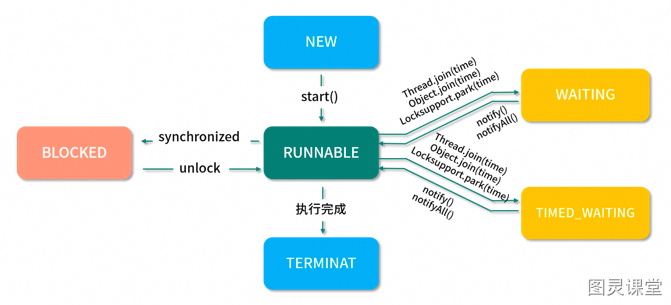 NEW
start()
Thread.join(time)
Object.join(time)
Locksupport.park(time)
WAITING
notify()
notifyAll()
synchronized
BLOCKED
RUNNABLE
unlock
Thread.join(time)
Object.join(time)
Locksupport.park(time)
执行完成
notify()
notifyAll()
TIMED_WAITING
TERMINAT
图灵课堂